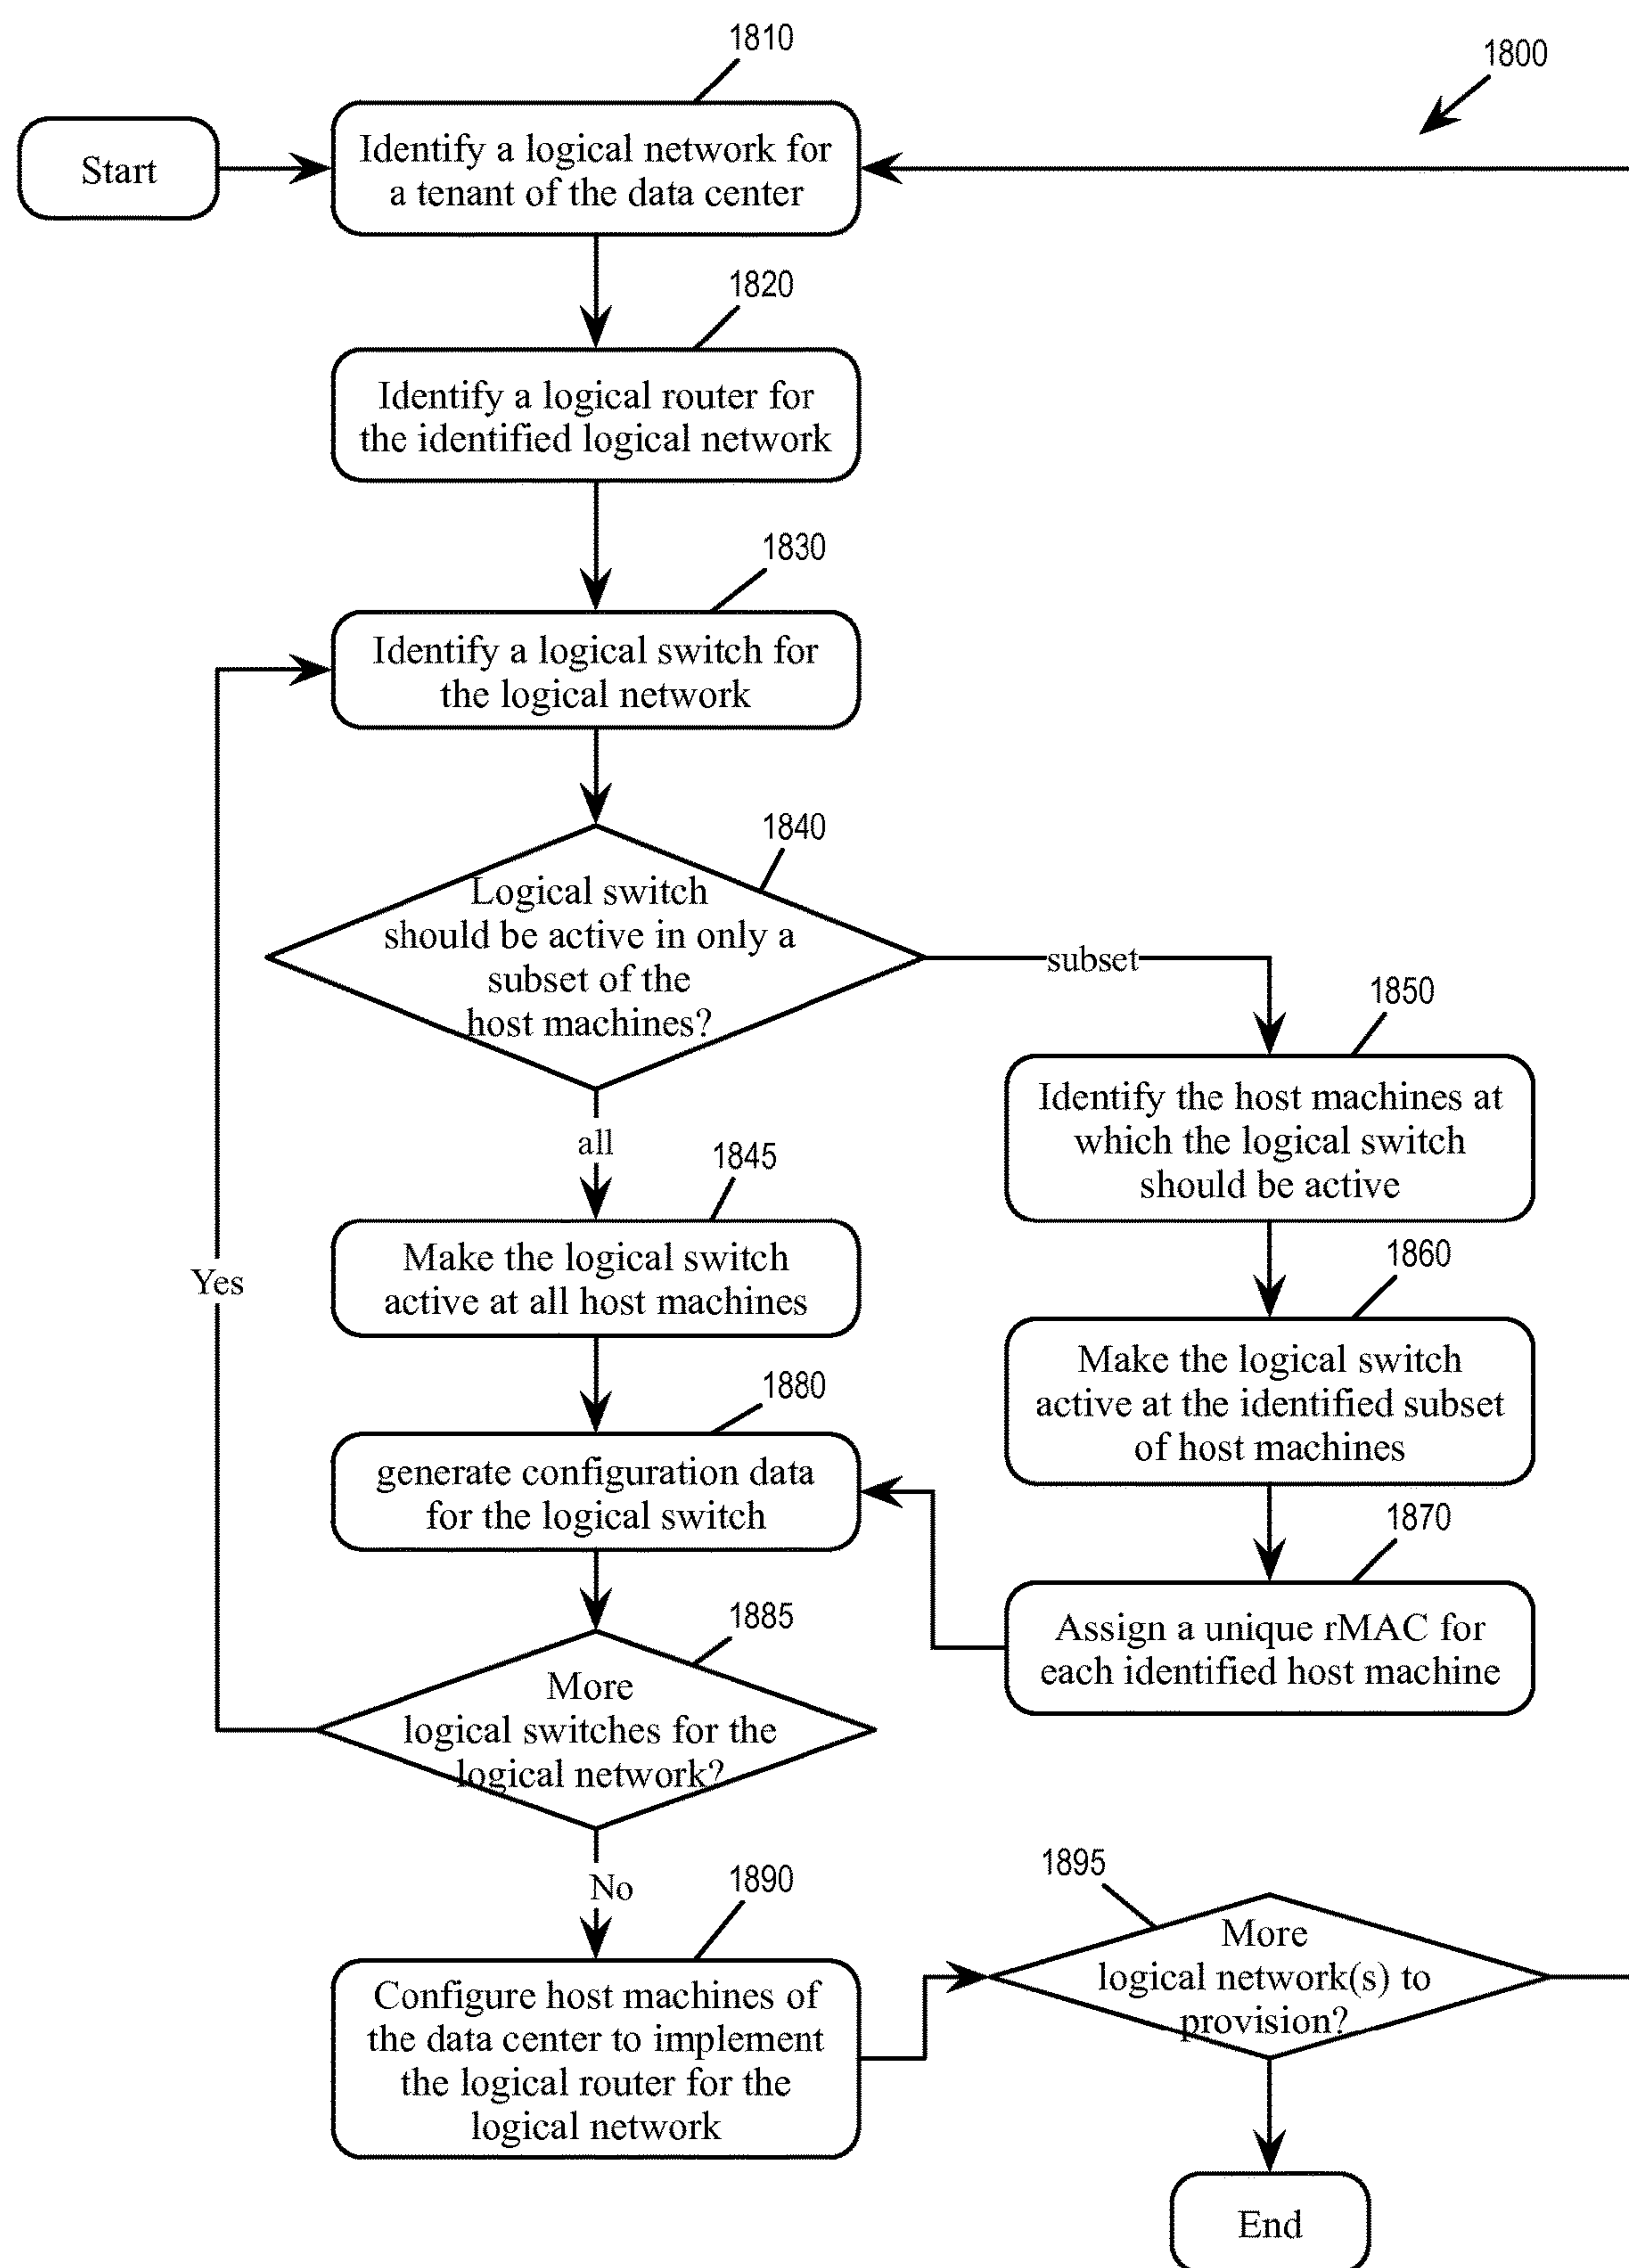 1810
1800
Start
Identify a logical network for
a tenant of the data center
1820
Identify a logical router for
the identified logical network
1830
Identify a logical switch for
the logical network
1840
Logical switch
should be active in only a
subset of the
host machines?
subset
all
1850
Identify the host machines at
which the logical switch
should be active
1845
Make the logical switch
active at all host machines
Yes
1860
Make the logical switch
active at the identified subset
of host machines
1880
generate configuration data
for the logical switch
1870
Assign a unique rMAC for
each identified host machine
1885
More
logical switches for the
logical network?
No
1890
Configure host machines of
the data center to implement
the logical router for the
logical network
1895
More
logical network(s) to
provision?
End